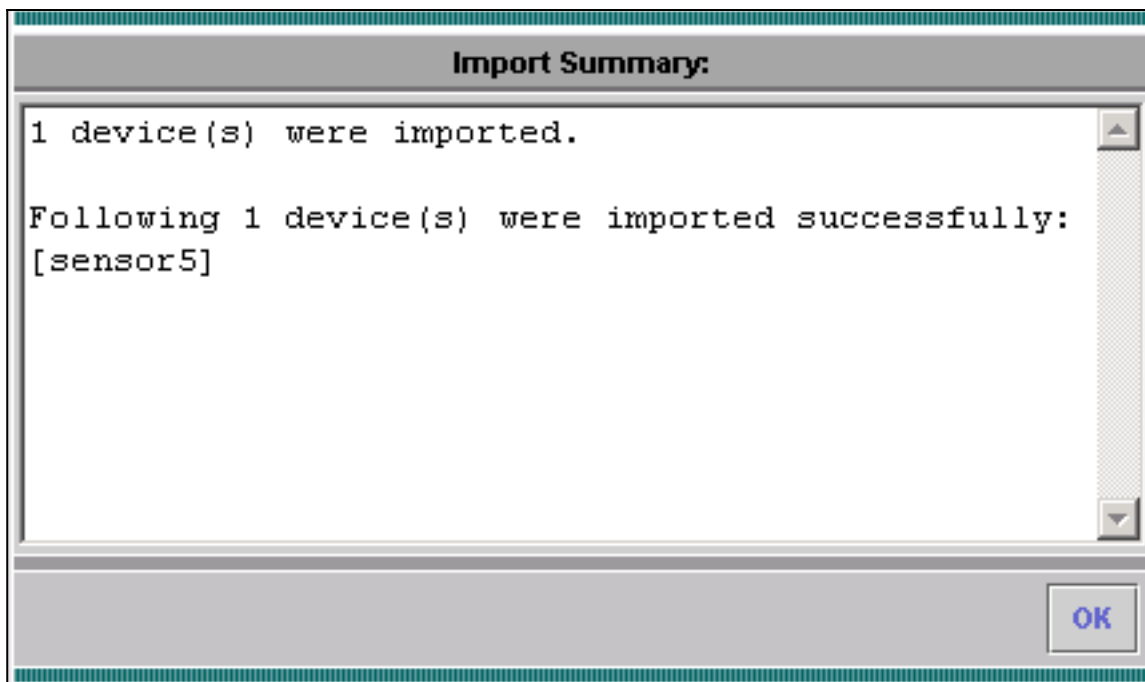 Import Summary:
1 device(s) were imported.
Following 1 device(s) were imported successfully:
[sensor5]
OK